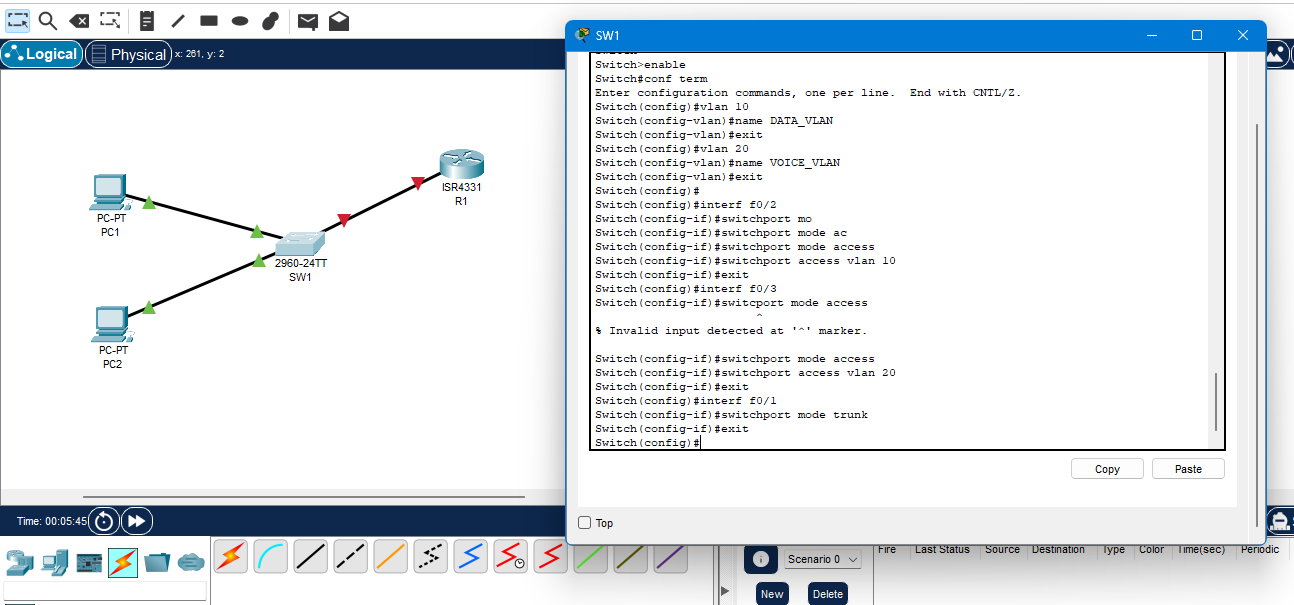 SW1
Logical
Physical
x: 261, y: 2
Switch>enable
Switch#conf term
Enter configuration commands, one per line.  End with CNTL/Z.
Switch(config)#vlan 10
Switch(config-vlan)#name DATA_VLAN
Switch(config-vlan)#exit
Switch(config)#vlan 20
Switch(config-vlan)#name VOICE_VLAN
Switch(config-vlan)#exit
Switch(config)#
Switch(config)#interf f0/2
Switch(config-if)#switchport mo
Switch(config-if)#switchport mode ac
Switch(config-if)#switchport mode access
Switch(config-if)#switchport access vlan 10
Switch(config-if)#exit
Switch(config)#interf f0/3
Switch(config-if)#switcport mode access
^
% Invalid input detected at '^' marker.
Switch(config-if)#switchport mode access
Switch(config-if)#switchport access vlan 20
Switch(config-if)#exit
Switch(config)#interf f0/1
Switch(config-if)#switchport mode trunk
Switch(config-if)#exit
Switch(config)#
Copy
Paste
Top
ISR4331
R1
PC-PT
PC1
2960-24TT
SW1
PC-PT
PC2
Time: 00:05:45
Scenario 0
New
Delete
Fire
Last Status
Source
Destination
Type
Color
Time(sec)
Periodic